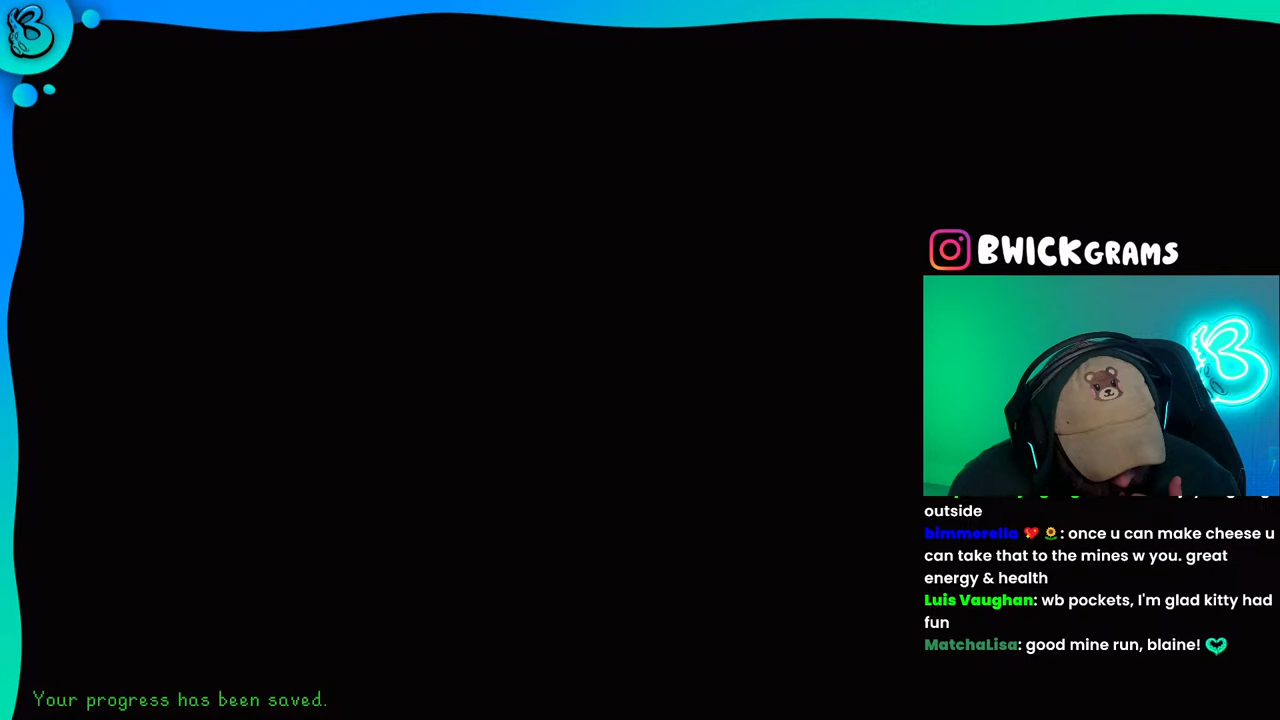 BWICKGRAMS
outside
bimmerella ❤️ 🌻: once u can make cheese u
can take that to the mines w you. great
energy & health
Luis Vaughan: wb pockets, I'm glad kitty had
fun
MatchaLisa: good mine run, blaine!
Your progress has been saved.